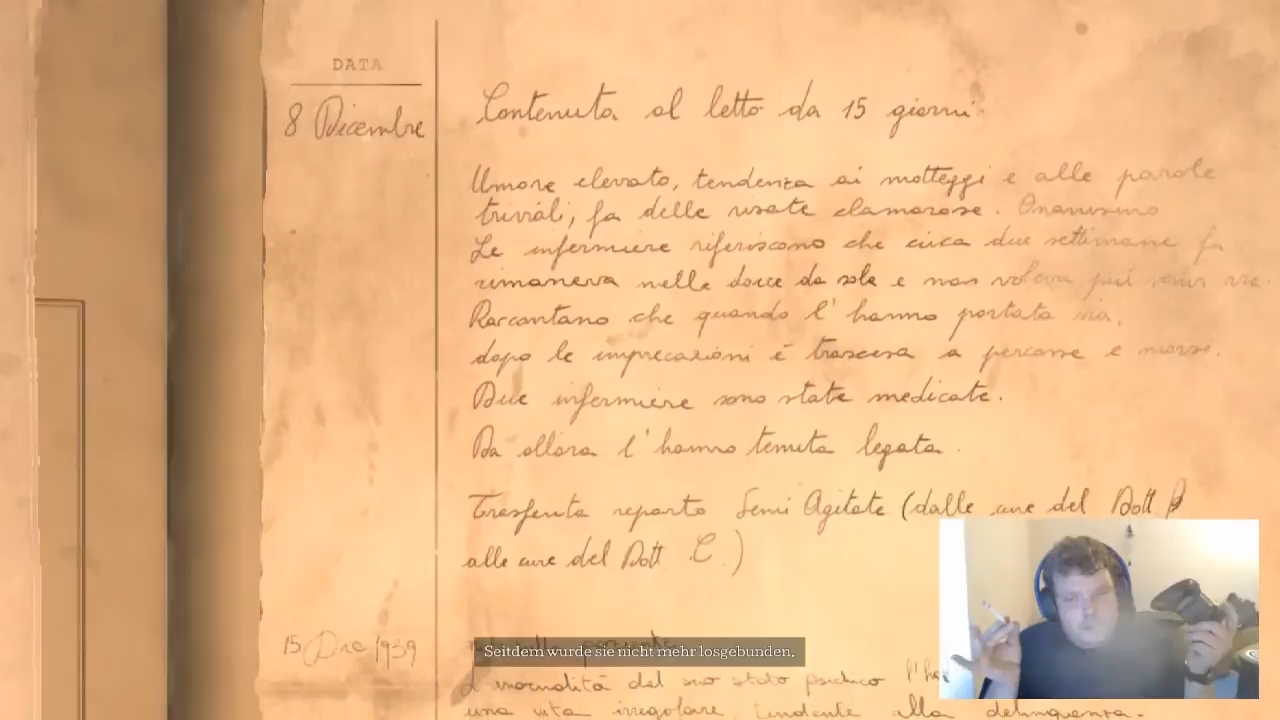 DATA
8 Dicembre
Contenuta al letto da 15 giorni
Umore elevato, tendenza ai motteggi e alle parole
triviali, fa delle risate clamorose. Onanismo
Le infermiere riferiscono che circa due settimane fa
rimaneva nelle docce da sola e non voleva più venir via.
Raccontano che quando l'hanno portata via,
dopo le imprecazioni è trascesa a percosse e morsi.
Due infermiere sono state medicate.
Da allora l'hanno tenuta legata.
Trasferita reparto Semi Agitate (dalle cure del Dott. B
alle cure del Dott. C.)
15 Dic 1939
Seitdem wurde sie nicht mehr losgebunden.
L'anormalità del suo stato psichico l'ha
una vita irregolare, tendente alla delinquenza.